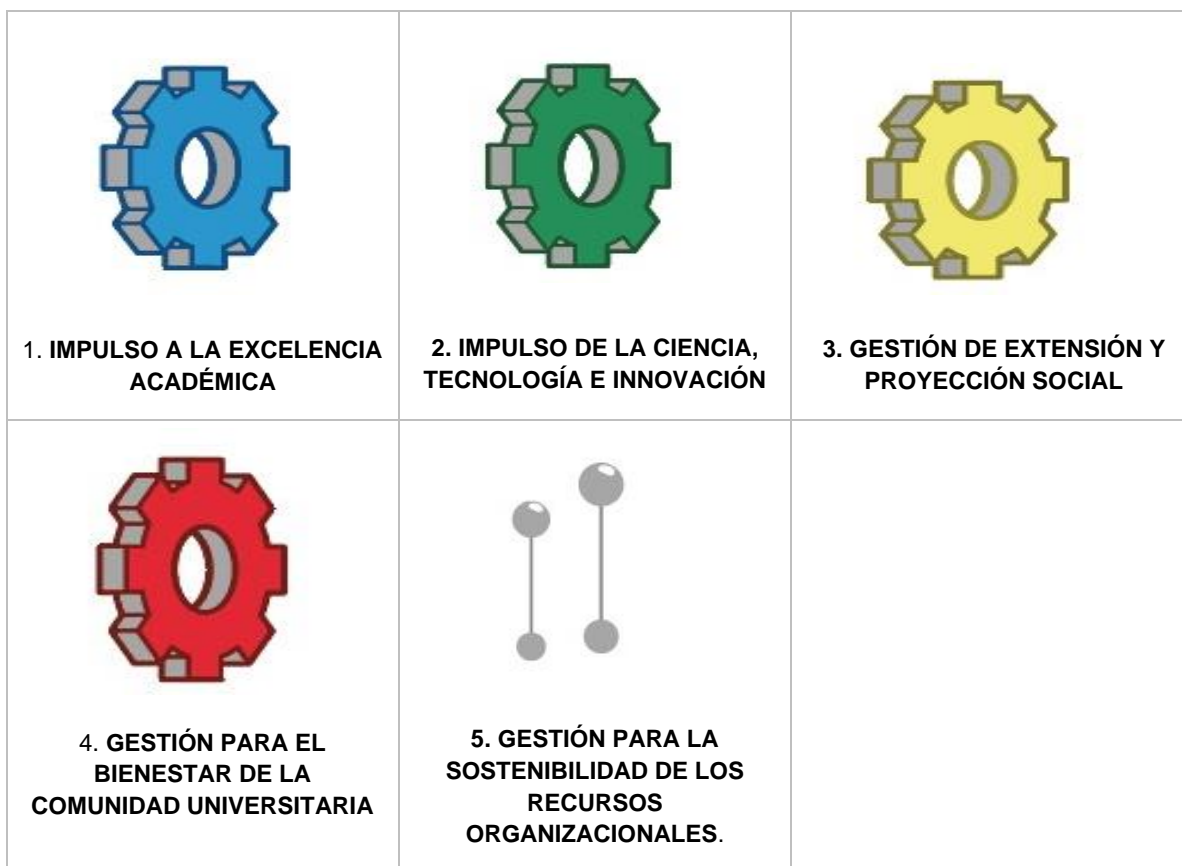 1. IMPULSO A LA EXCELENCIA
ACADÉMICA
2. IMPULSO DE LA CIENCIA,
TECNOLOGÍA E INNOVACIÓN
3. GESTIÓN DE EXTENSIÓN Y
PROYECCIÓN SOCIAL
4. GESTIÓN PARA EL
BIENESTAR DE LA
COMUNIDAD UNIVERSITARIA
5. GESTIÓN PARA LA
SOSTENIBILIDAD DE LOS
RECURSOS
ORGANIZACIONALES.